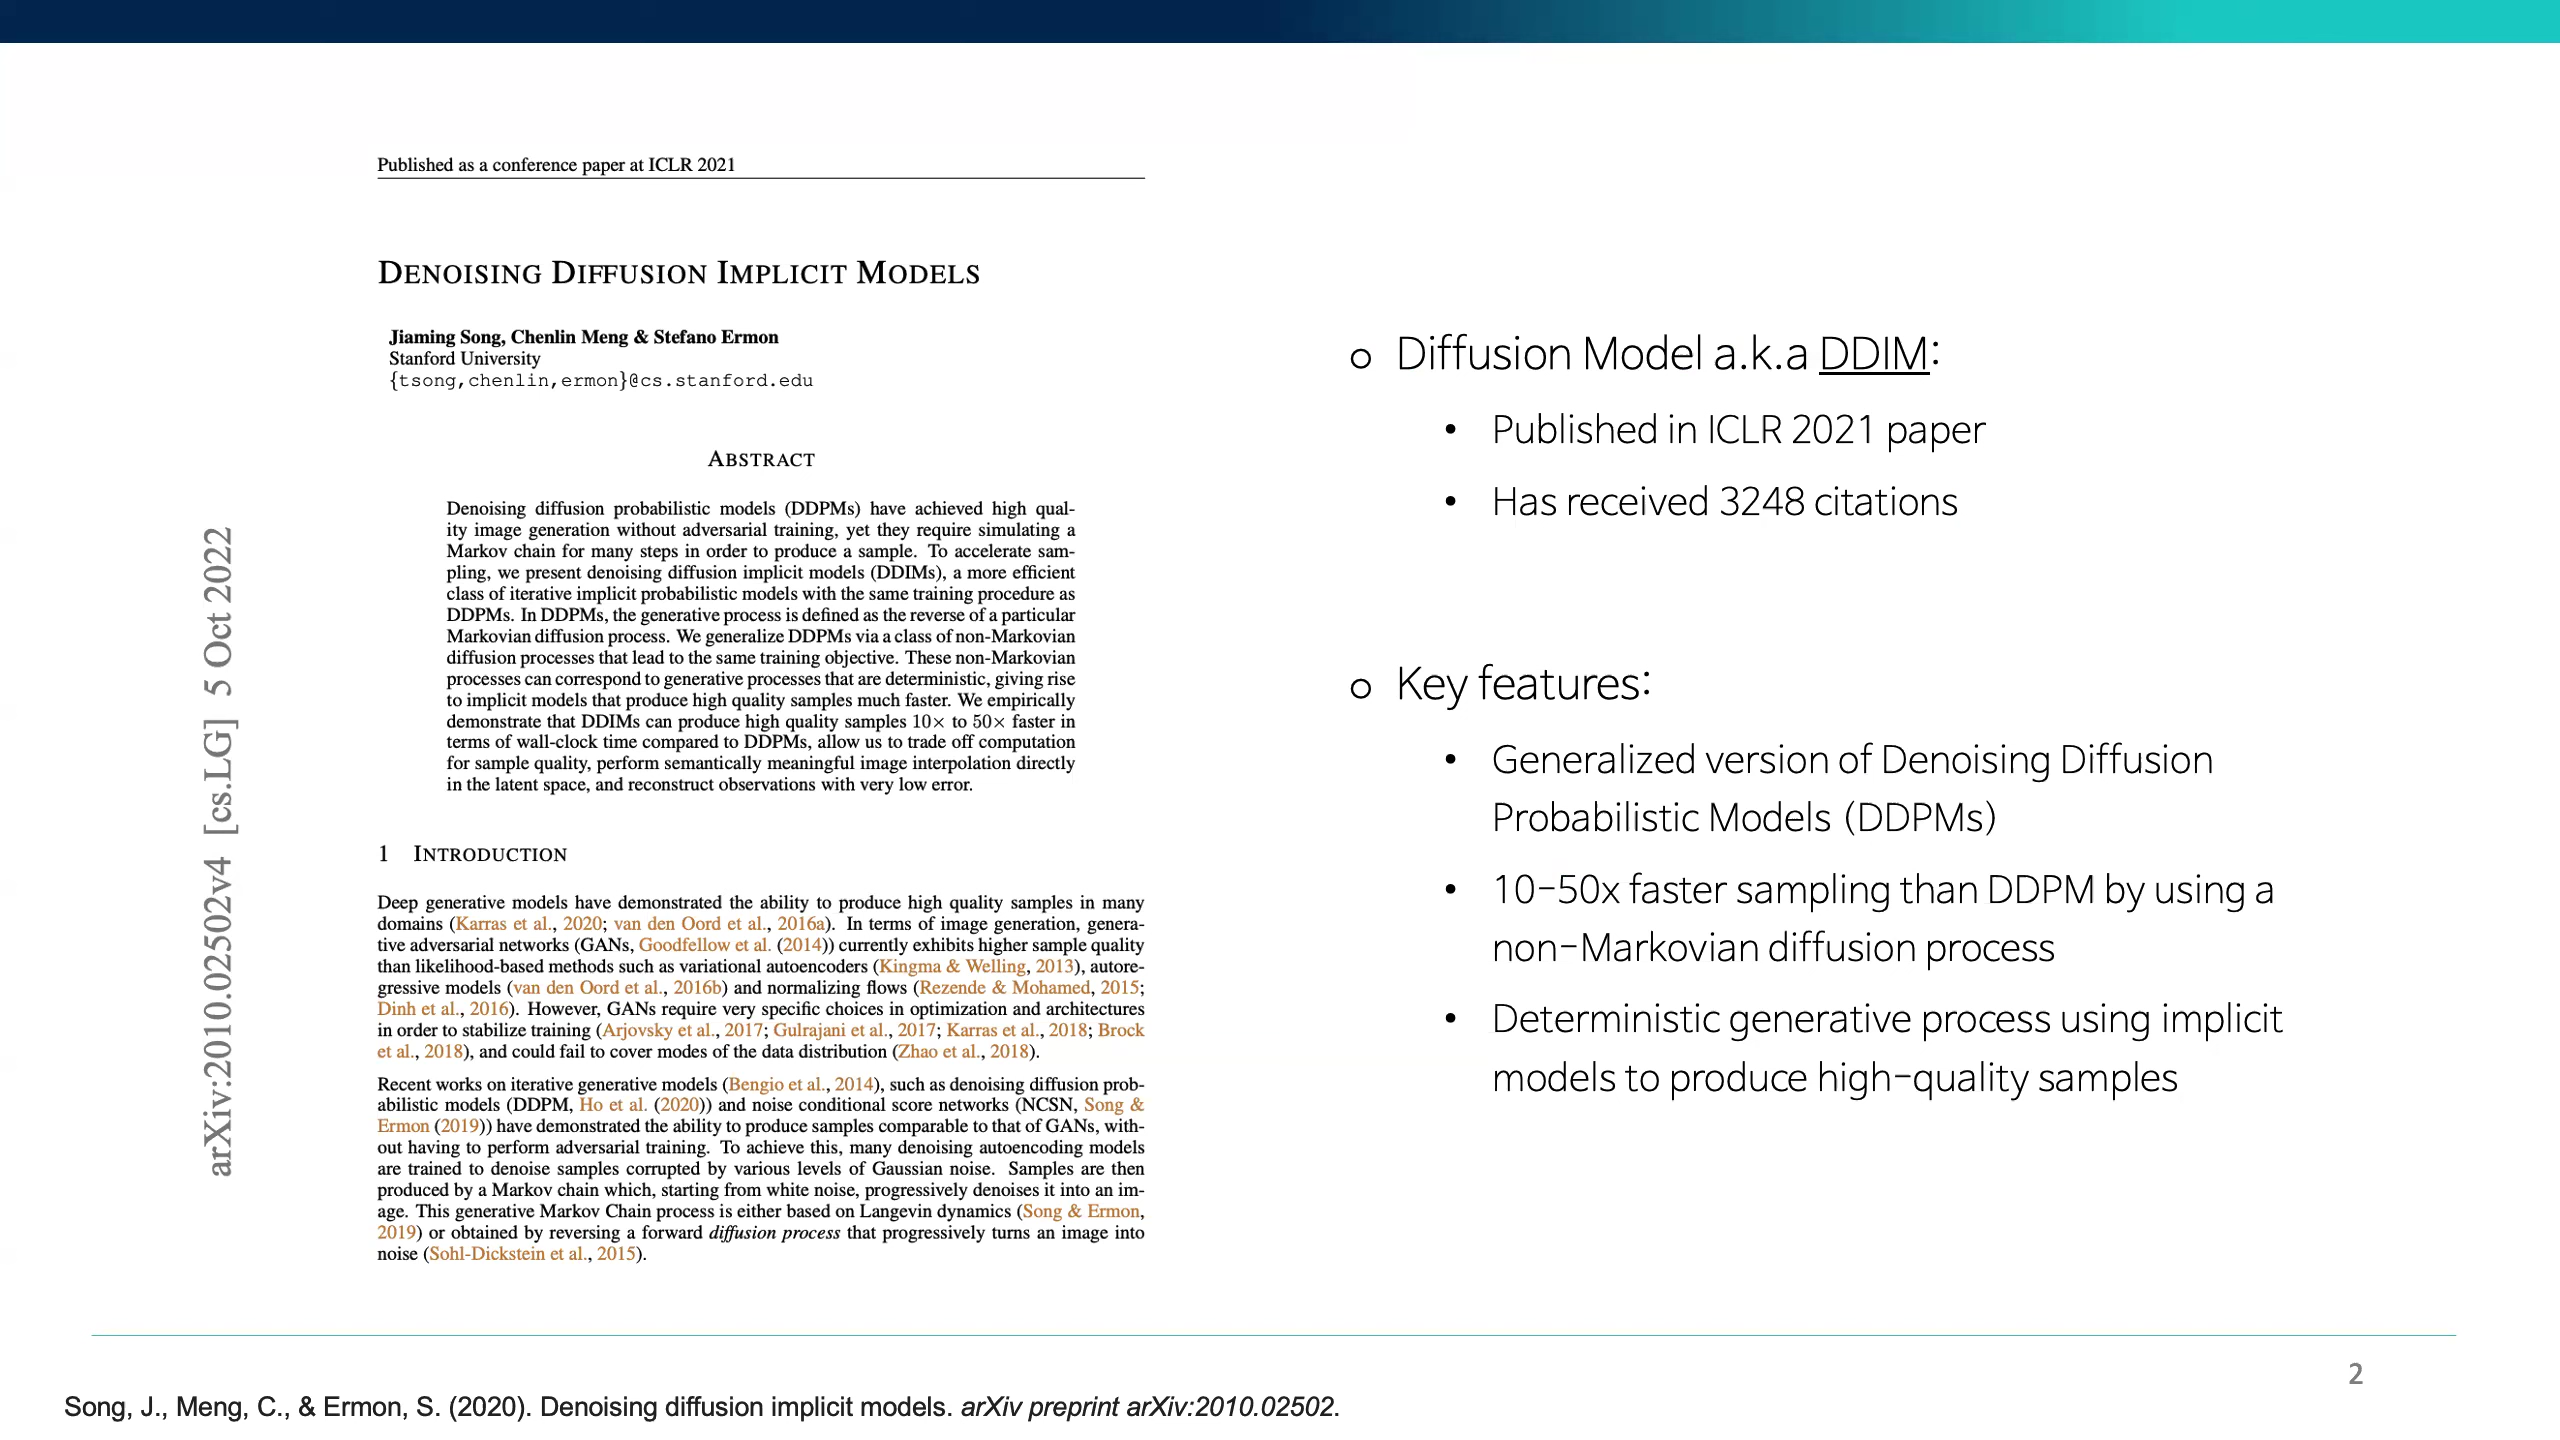 Published as a conference paper at ICLR 2021
DENOISING DIFFUSION IMPLICIT MODELS
Jiaming Song, Chenlin Meng & Stefano Ermon
Stanford University
{tsong,chenlin,ermon}@cs.stanford.edu
ABSTRACT
Denoising diffusion probabilistic models (DDPMs) have achieved high qual-
ity image generation without adversarial training, yet they require simulating a
Markov chain for many steps in order to produce a sample. To accelerate sam-
pling, we present denoising diffusion implicit models (DDIMs), a more efficient
class of iterative implicit probabilistic models with the same training procedure as
DDPMs. In DDPMs, the generative process is defined as the reverse of a particular
Markovian diffusion process. We generalize DDPMs via a class of non-Markovian
diffusion processes that lead to the same training objective. These non-Markovian
processes can correspond to generative processes that are deterministic, giving rise
to implicit models that produce high quality samples much faster. We empirically
demonstrate that DDIMs can produce high quality samples 10× to 50× faster in
terms of wall-clock time compared to DDPMs, allow us to trade off computation
for sample quality, perform semantically meaningful image interpolation directly
in the latent space, and reconstruct observations with very low error.
1 INTRODUCTION
Deep generative models have demonstrated the ability to produce high quality samples in many
domains (Karras et al., 2020; van den Oord et al., 2016a). In terms of image generation, genera-
tive adversarial networks (GANs, Goodfellow et al. (2014)) currently exhibits higher sample quality
than likelihood-based methods such as variational autoencoders (Kingma & Welling, 2013), autore-
gressive models (van den Oord et al., 2016b) and normalizing flows (Rezende & Mohamed, 2015;
Dinh et al., 2016). However, GANs require very specific choices in optimization and architectures
in order to stabilize training (Arjovsky et al., 2017; Gulrajani et al., 2017; Karras et al., 2018; Brock
et al., 2018), and could fail to cover modes of the data distribution (Zhao et al., 2018).
Recent works on iterative generative models (Bengio et al., 2014), such as denoising diffusion prob-
abilistic models (DDPM, Ho et al. (2020)) and noise conditional score networks (NCSN, Song &
Ermon (2019)) have demonstrated the ability to produce samples comparable to that of GANs, with-
out having to perform adversarial training. To achieve this, many denoising autoencoding models
are trained to denoise samples corrupted by various levels of Gaussian noise. Samples are then
produced by a Markov chain which, starting from white noise, progressively denoises it into an im-
age. This generative Markov Chain process is either based on Langevin dynamics (Song & Ermon,
2019) or obtained by reversing a forward diffusion process that progressively turns an image into
noise (Sohl-Dickstein et al., 2015).
arXiv:2010.02502v4 [cs.LG] 5 Oct 2022
○ Diffusion Model a.k.a DDIM:
• Published in ICLR 2021 paper
• Has received 3248 citations
○ Key features:
• Generalized version of Denoising Diffusion
Probabilistic Models (DDPMs)
• 10-50x faster sampling than DDPM by using a
non-Markovian diffusion process
• Deterministic generative process using implicit
models to produce high-quality samples
2
Song, J., Meng, C., & Ermon, S. (2020). Denoising diffusion implicit models. arXiv preprint arXiv:2010.02502.